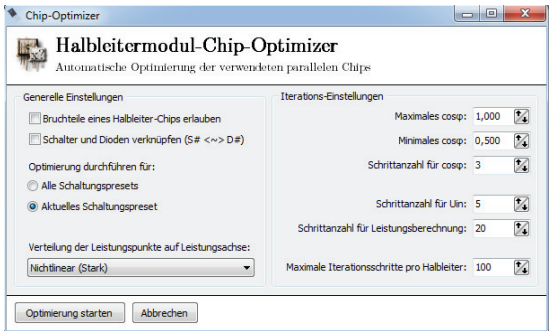 Chip-Optimizer
Halbleitermodul-Chip-Optimizer
Automatische Optimierung der verwendeten parallelen Chips
Generelle Einstellungen
Bruchteile eines Halbleiter-Chips erlauben
Schalter und Dioden verknüpfen (S# <~> D#)
Optimierung durchführen für:
Alle Schaltungspresets
Aktuelles Schaltungspreset
Verteilung der Leistungspunkte auf Leistungsachse:
Nichtlinear (Stark)
Iterations-Einstellungen
Maximales cosφ: 1,000
Minimales cosφ: 0,500
Schrittanzahl für cosφ: 3
Schrittanzahl für Uin: 5
Schrittanzahl für Leistungsberechnung: 20
Maximale Iterationsschritte pro Halbleiter: 100
Optimierung starten Abbrechen